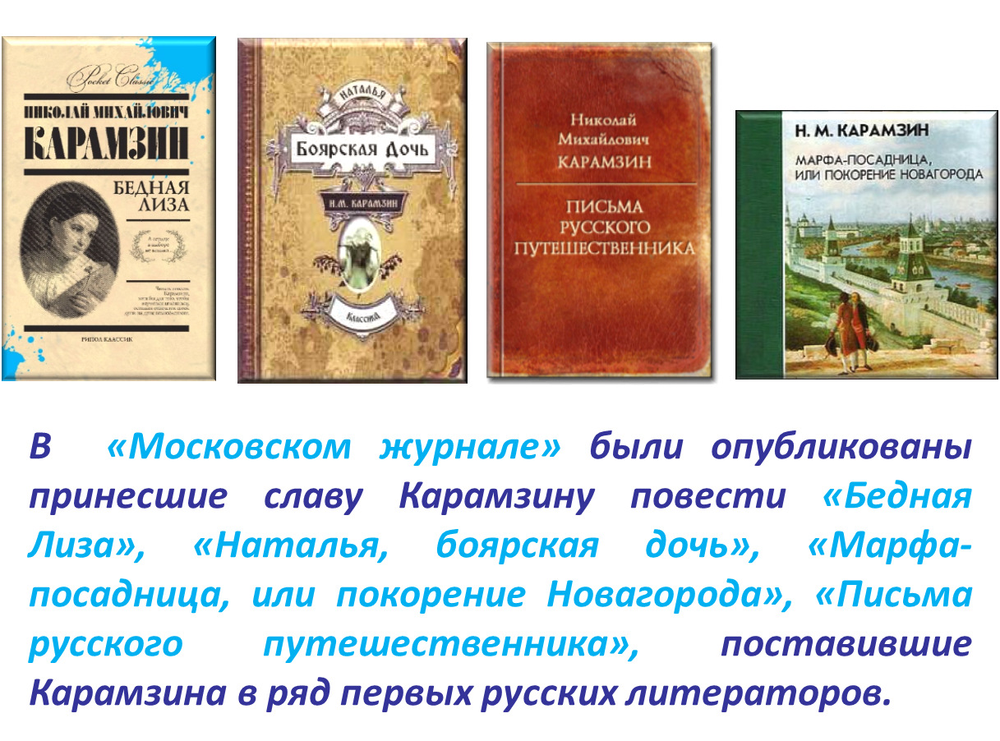 Pocket Classic
НИКОЛАЙ МИХАЙЛОВИЧ
КАРАМЗИН
БЕДНАЯ
ЛИЗА
РИПОЛ КЛАССИК
НАТАЛЬЯ
БОЯРСКАЯ ДОЧЬ
Н.М. КАРАМЗИН
КЛАССИКА
Николай
Михайлович
КАРАМЗИН
ПИСЬМА
РУССКОГО
ПУТЕШЕСТВЕННИКА
Н. М. КАРАМЗИН
МАРФА-ПОСАДНИЦА,
ИЛИ ПОКОРЕНИЕ НОВАГОРОДА
В «Московском журнале» были опубликованы
принесшие славу Карамзину повести «Бедная
Лиза», «Наталья, боярская дочь», «Марфа-
посадница, или покорение Новагорода», «Письма
русского путешественника», поставившие
Карамзина в ряд первых русских литераторов.